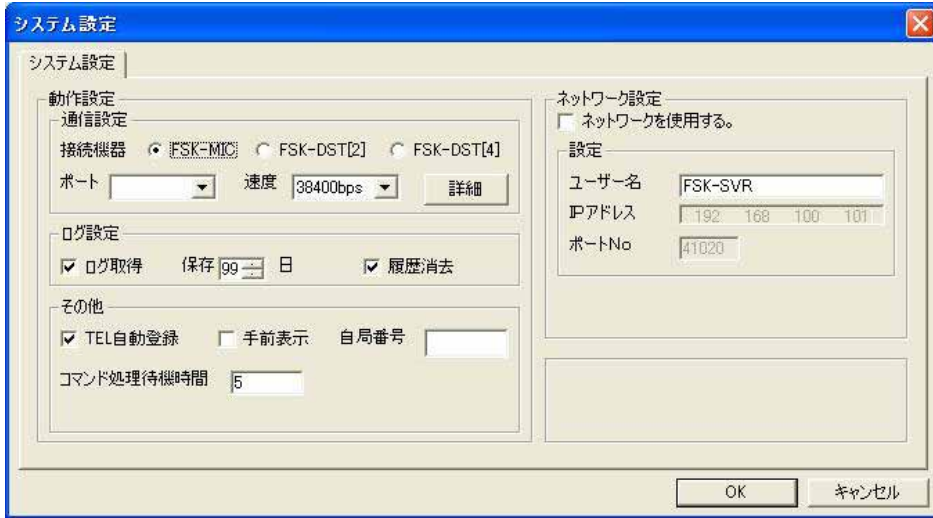 システム設定
システム設定
動作設定
通信設定
接続機器 FSK-MIC FSK-DST[2] FSK-DST[4]
ポート 速度 38400bps 詳細
ログ設定
ログ取得 保存 99 日 履歴消去
その他
TEL自動登録 手前表示 自局番号
コマンド処理待機時間 5
ネットワーク設定
ネットワークを使用する。
設定
ユーザー名 FSK-SVR
IPアドレス 192 168 100 101
ポートNo 41020
OK キャンセル